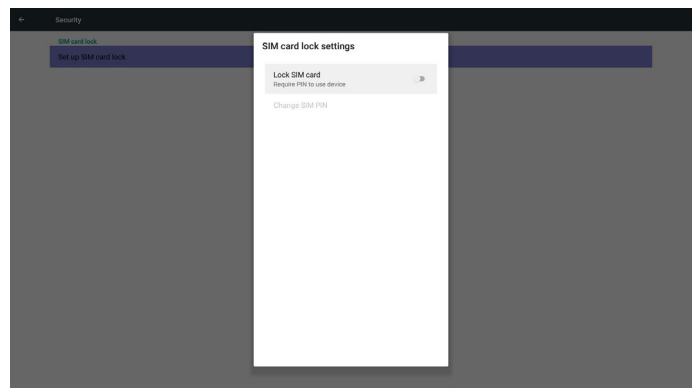 Security
SIM card lock
Set up SIM card lock
SIM card lock settings
Lock SIM card
Require PIN to use device
Change SIM PIN